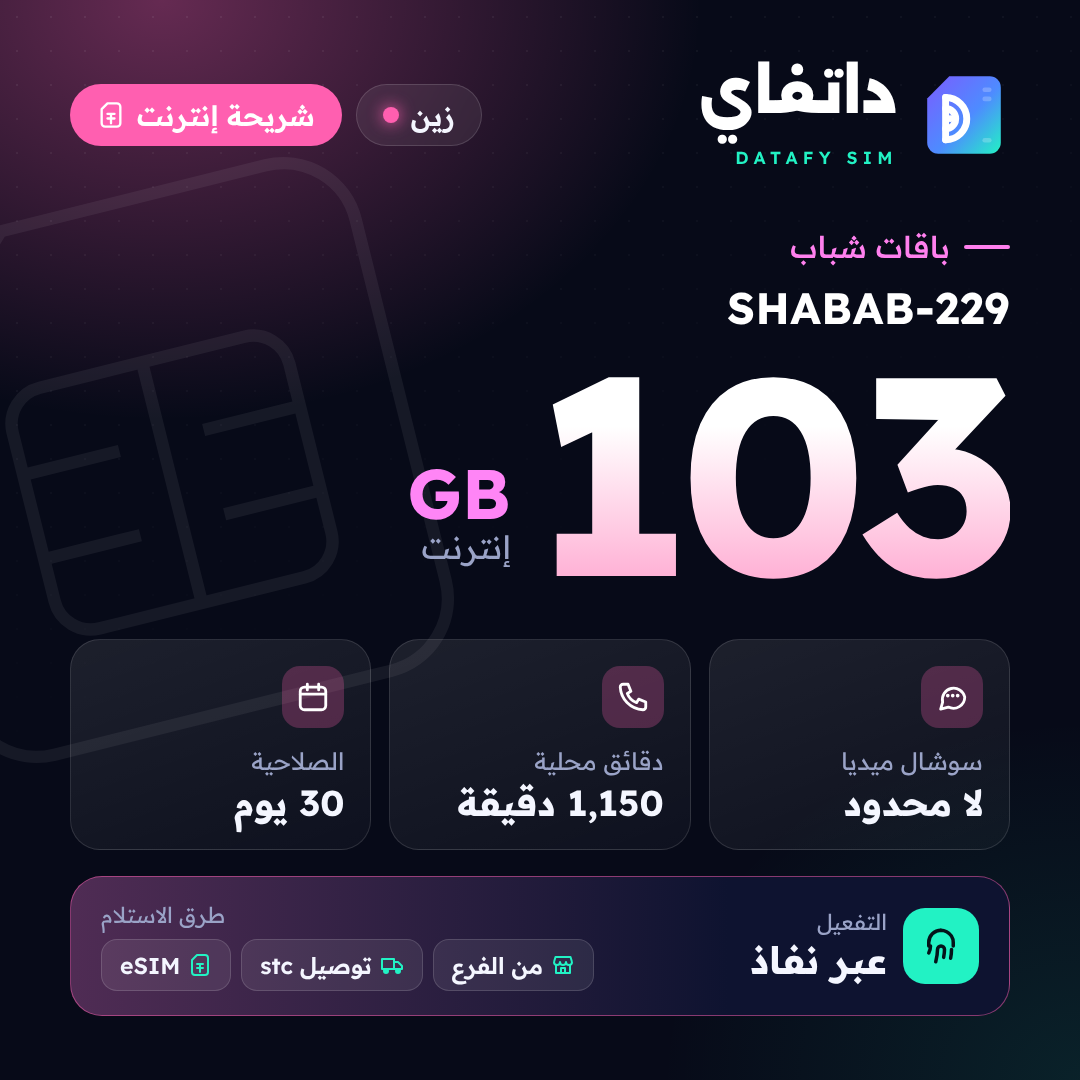 داتفاي
DATAFY SIM
زين
شريحة إنترنت
باقات شباب
SHABAB-229
103
GB
إنترنت
سوشال ميديا
لا محدود
دقائق محلية
1,150 دقيقة
الصلاحية
30 يوم
التفعيل
عبر نفاذ
طرق الاستلام
من الفرع
توصيل stc
eSIM